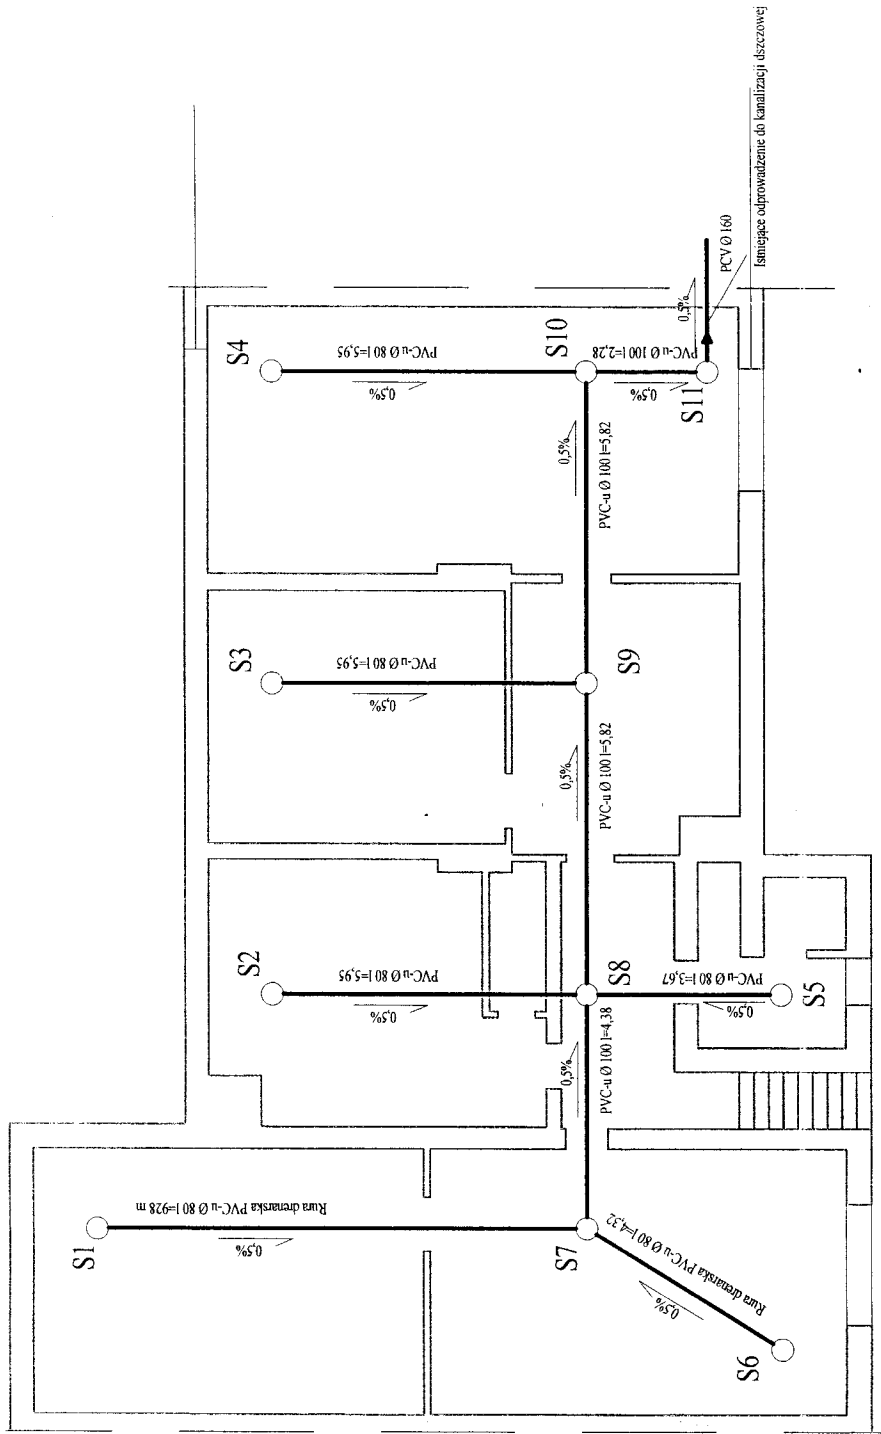 Istniejące odprowadzenie do kanalizacji dszczowej
PCV Ø 160
0,5%
S4
PVC-u Ø 80 l=5,95
0,5%
S10
PVC-u Ø 100 l=2,28
0,5%
S11
0,5%
PVC-u Ø 100 l=5,82
S3
PVC-u Ø 80 l=5,95
0,5%
S9
0,5%
PVC-u Ø 100 l=5,82
S2
PVC-u Ø 80 l=5,95
0,5%
S8
PVC-u Ø 80 l=3,67
0,5%
S5
0,5%
PVC-u Ø 100 l=4,38
S1
Rura drenarska PVC-u Ø 80 l=928 m
0,5%
S7
Rura drenarska PVC-u Ø 80 l=4,32
0,5%
S6